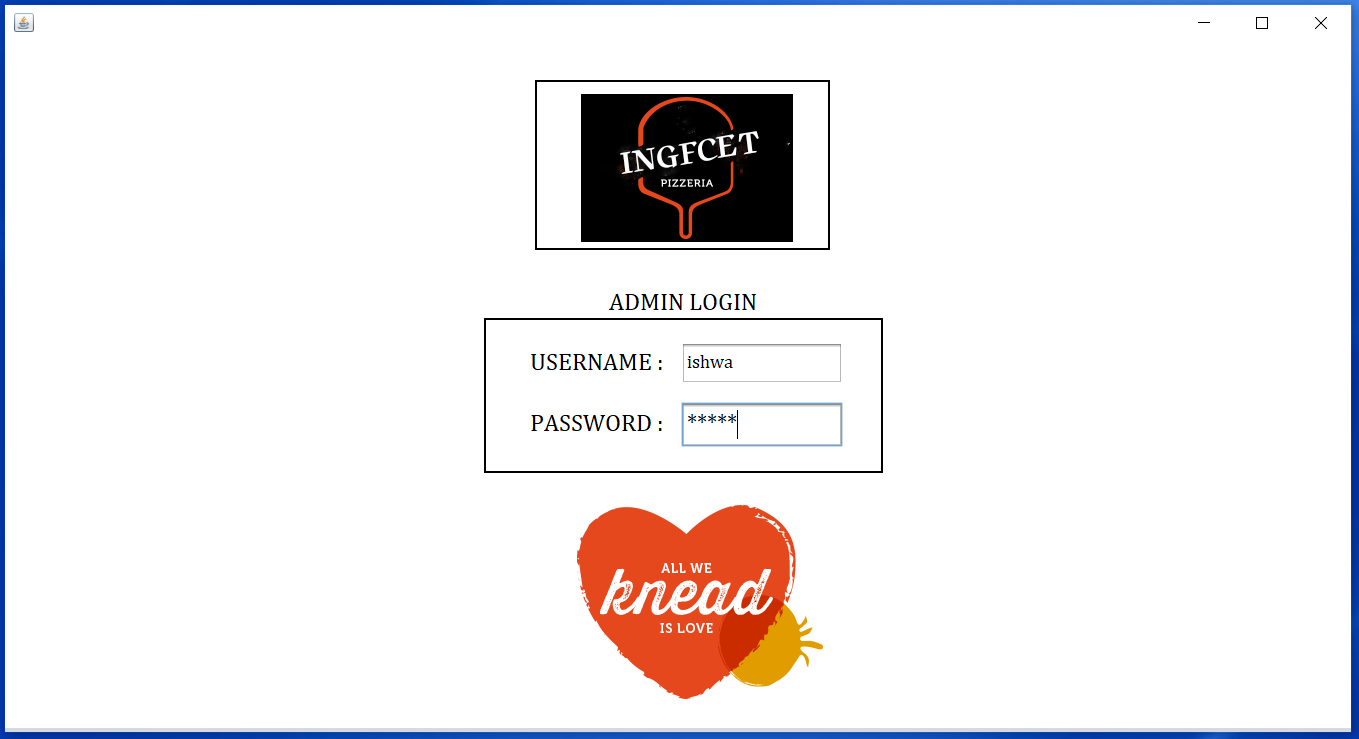 INGFCET
PIZZERIA
ADMIN LOGIN
USERNAME : ishwa
PASSWORD : *****
ALL WE
knead
IS LOVE